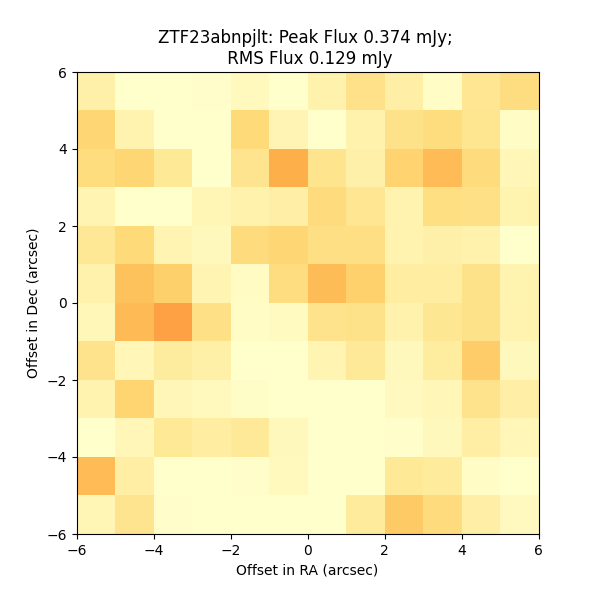 ZTF23abnpjlt: Peak Flux 0.374 mJy;
RMS Flux 0.129 mJy
6
4
2
0
−2
−4
−6
Offset in Dec (arcsec)
−6 −4 −2 0 2 4 6
Offset in RA (arcsec)